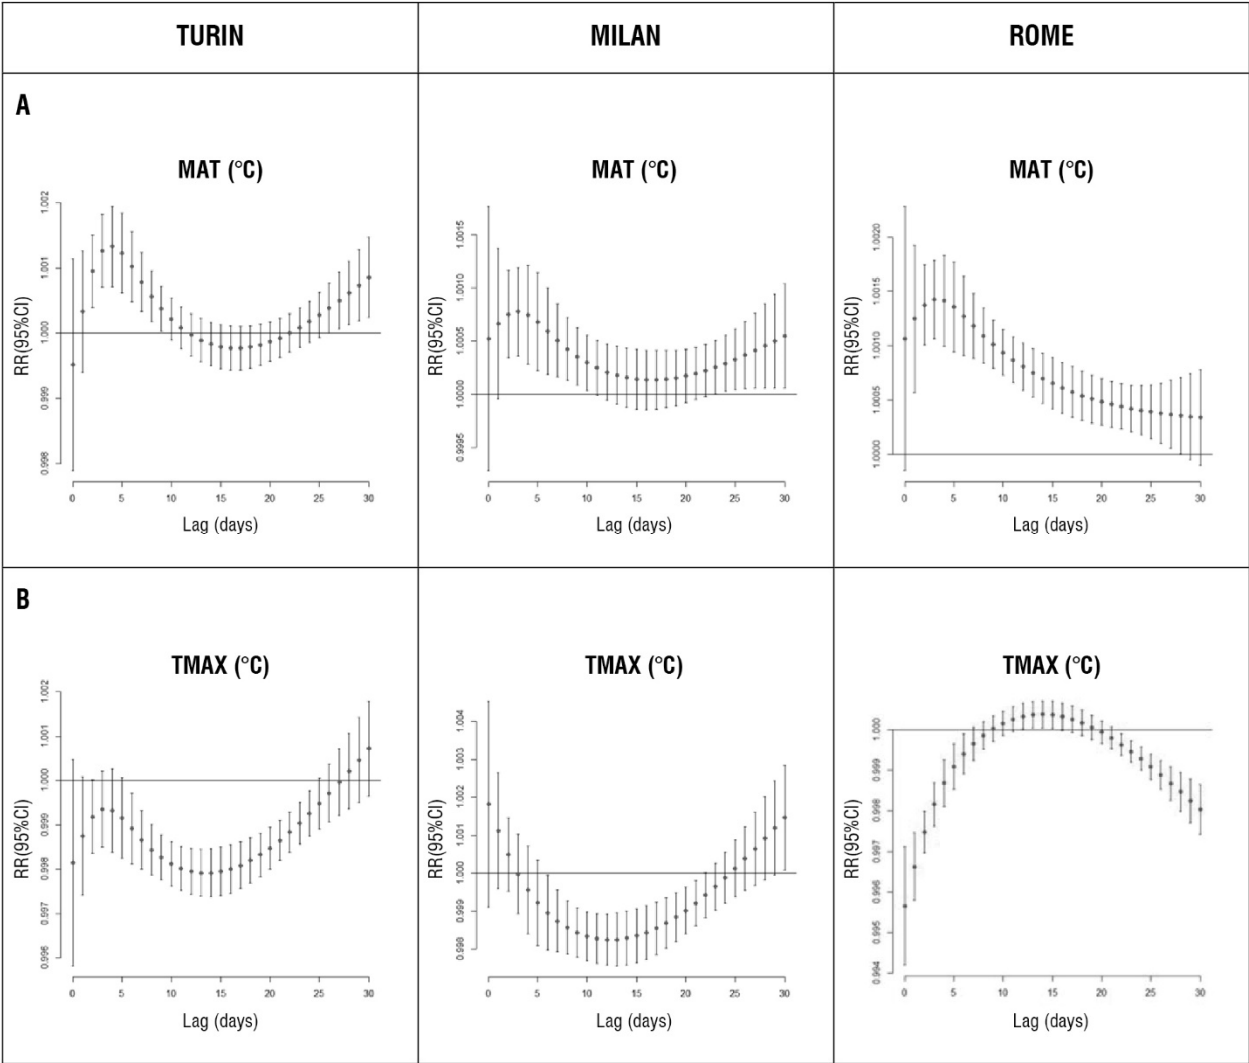 TURIN
MILAN
ROME
A
MAT (°C)
RR(95%CI)
1.002
1.001
1.000
0.999
0.998
0 5 10 15 20 25 30
Lag (days)
MAT (°C)
RR(95%CI)
1.0015
1.0010
1.0005
1.0000
0.9995
0 5 10 15 20 25 30
Lag (days)
MAT (°C)
RR(95%CI)
1.0020
1.0015
1.0010
1.0005
1.0000
0 5 10 15 20 25 30
Lag (days)
B
TMAX (°C)
RR(95%CI)
1.002
1.001
1.000
0.999
0.998
0.997
0.996
0 5 10 15 20 25 30
Lag (days)
TMAX (°C)
RR(95%CI)
1.004
1.003
1.002
1.001
1.000
0.999
0.998
0 5 10 15 20 25 30
Lag (days)
TMAX (°C)
RR(95%CI)
1.000
0.999
0.998
0.997
0.996
0.995
0.994
0 5 10 15 20 25 30
Lag (days)